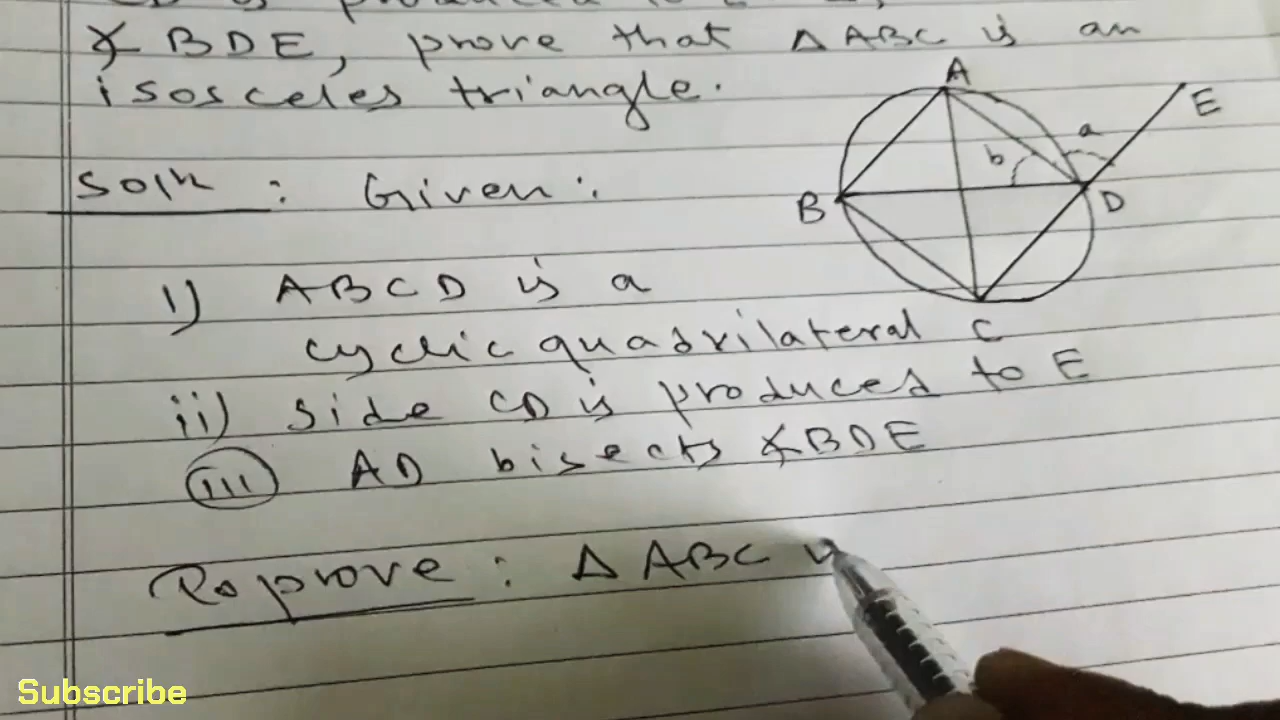 ∠BDE, prove that △ABC is an
isosceles triangle.
A
E
a
b
Soln : Given :
B
D
i) ABCD is a
cyclic quadrilateral
C
ii) side CD is produced to E
iii) AD bisects ∠BDE
To prove : △ABC is
Subscribe